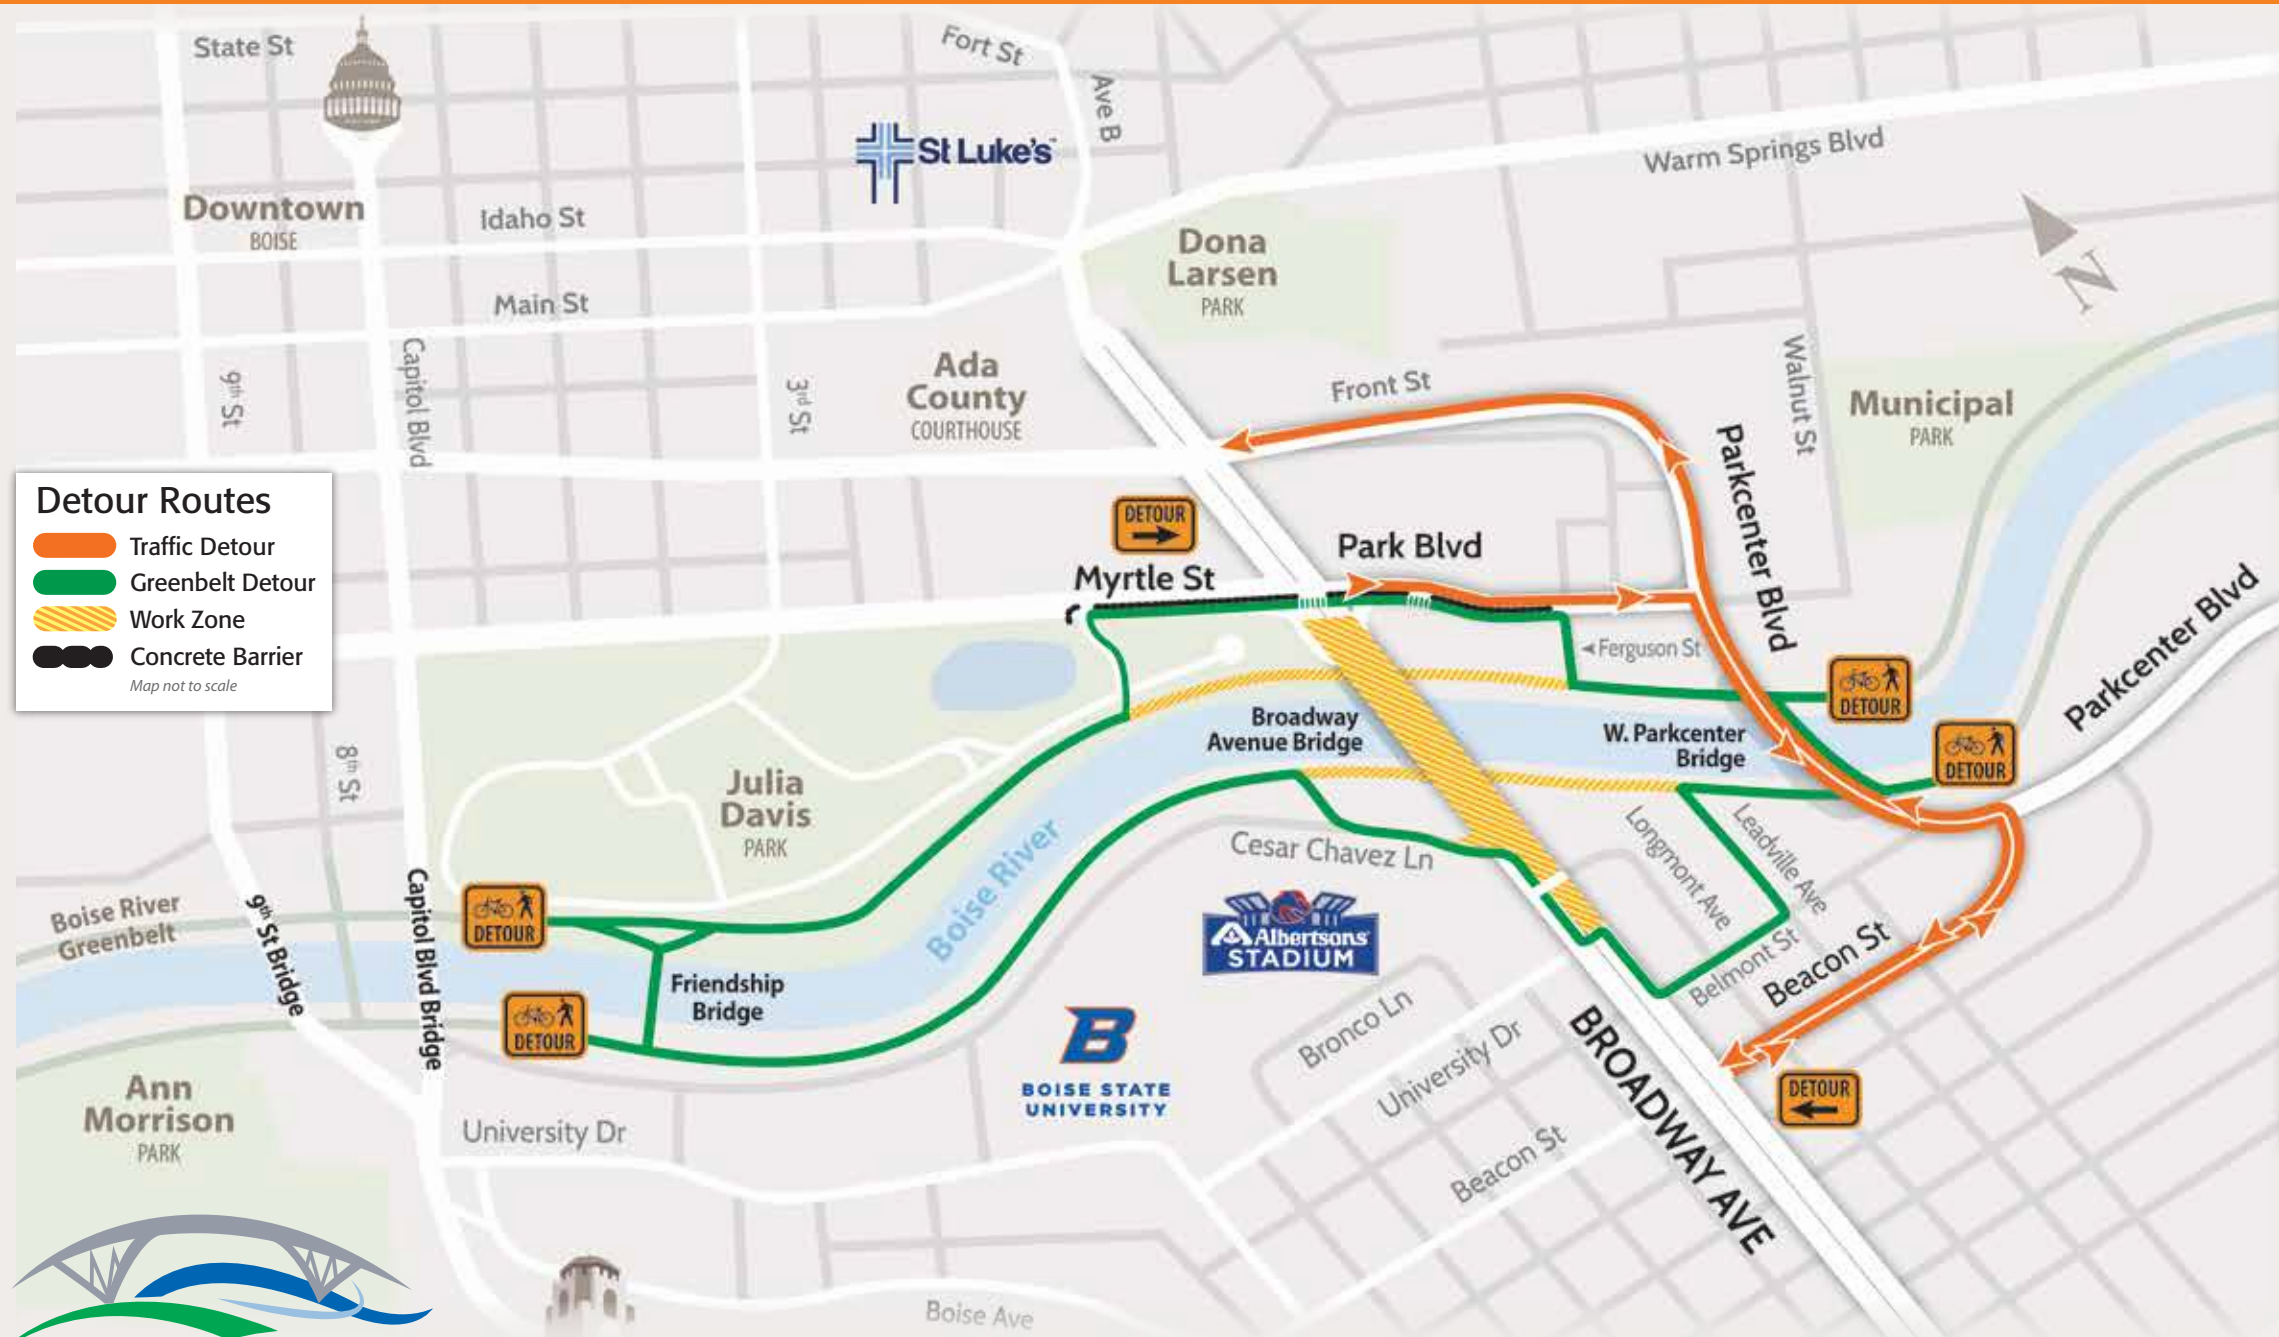 State St
Fort St
Ave B
St Luke's
Warm Springs Blvd
Downtown
BOISE
Idaho St
Dona
Larsen
PARK
N
Main St
9th St
Capitol Blvd
3rd St
Ada
County
COURTHOUSE
Front St
Walnut St
Municipal
PARK
Parkcenter Blvd
Detour Routes
Traffic Detour
Greenbelt Detour
Work Zone
Concrete Barrier
Map not to scale
DETOUR
Myrtle St
Park Blvd
Ferguson St
Parkcenter Blvd
DETOUR
DETOUR
Broadway
Avenue Bridge
W. Parkcenter
Bridge
8th St
Julia
Davis
PARK
Boise River
Cesar Chavez Ln
Longmont Ave
Leadville Ave
Belmont St
Beacon St
Boise River
Greenbelt
9th St Bridge
Capitol Blvd Bridge
DETOUR
DETOUR
Friendship
Bridge
Albertsons
STADIUM
B
BOISE STATE
UNIVERSITY
Bronco Ln
University Dr
BROADWAY AVE
DETOUR
Ann
Morrison
PARK
University Dr
Beacon St
Boise Ave